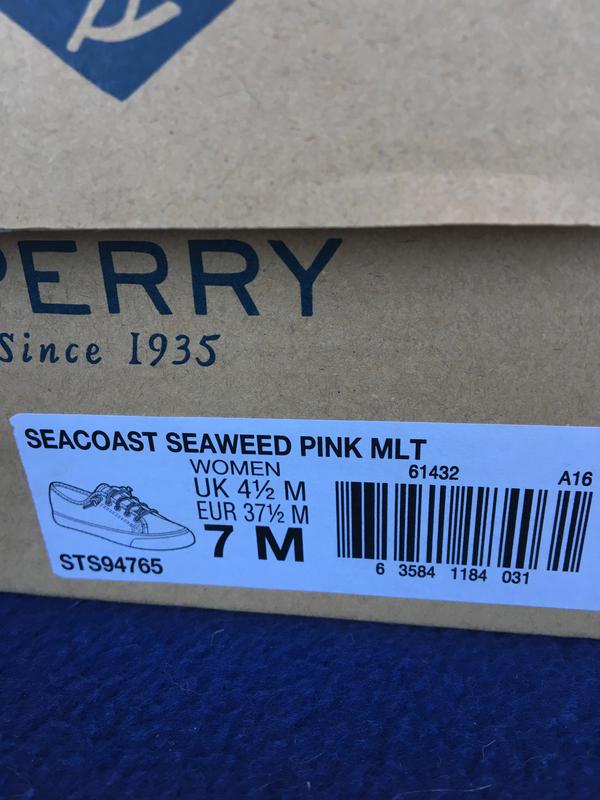 PERRY
Since 1935
SEACOAST SEAWEED PINK MLT
WOMEN
UK 4½ M
EUR 37½ M
7 M
STS94765
61432
A16
6 3584 1184 031